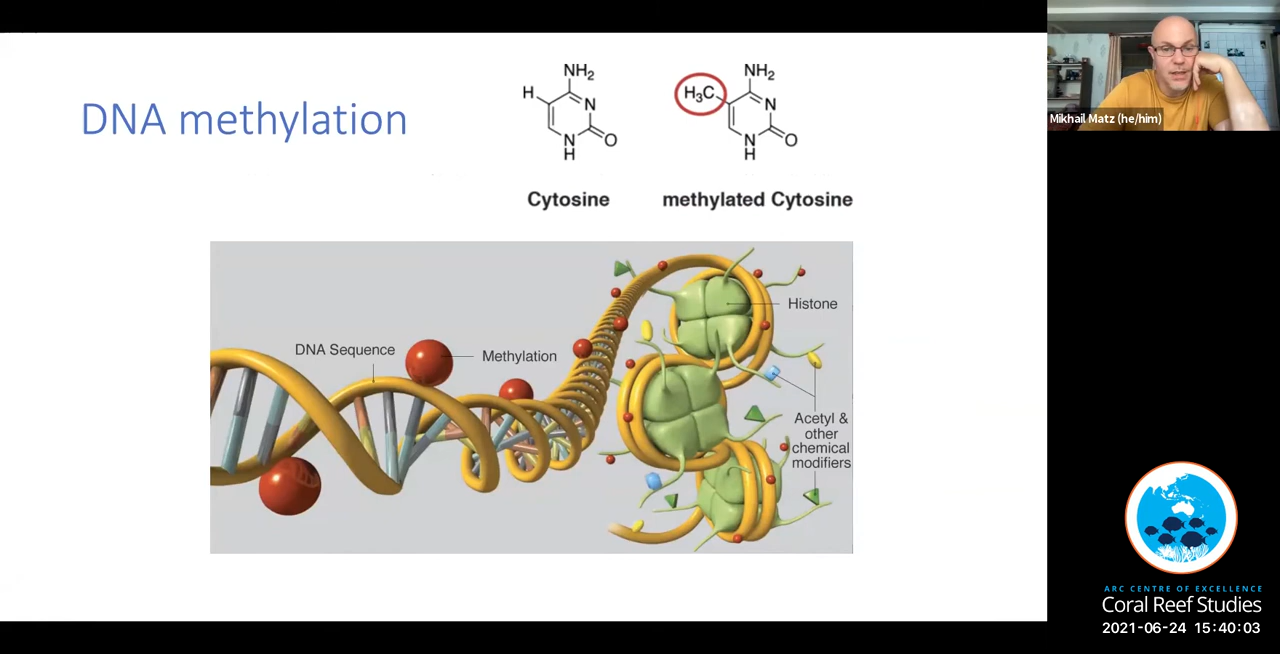 DNA methylation
NH2
H
N
O
N
H
Cytosine
NH2
H3C
N
O
N
H
methylated Cytosine
DNA Sequence
Methylation
Histone
Acetyl &
other
chemical
modifiers
Mikhail Matz (he/him)
ARC CENTRE OF EXCELLENCE
Coral Reef Studies
2021-06-24 15:40:03